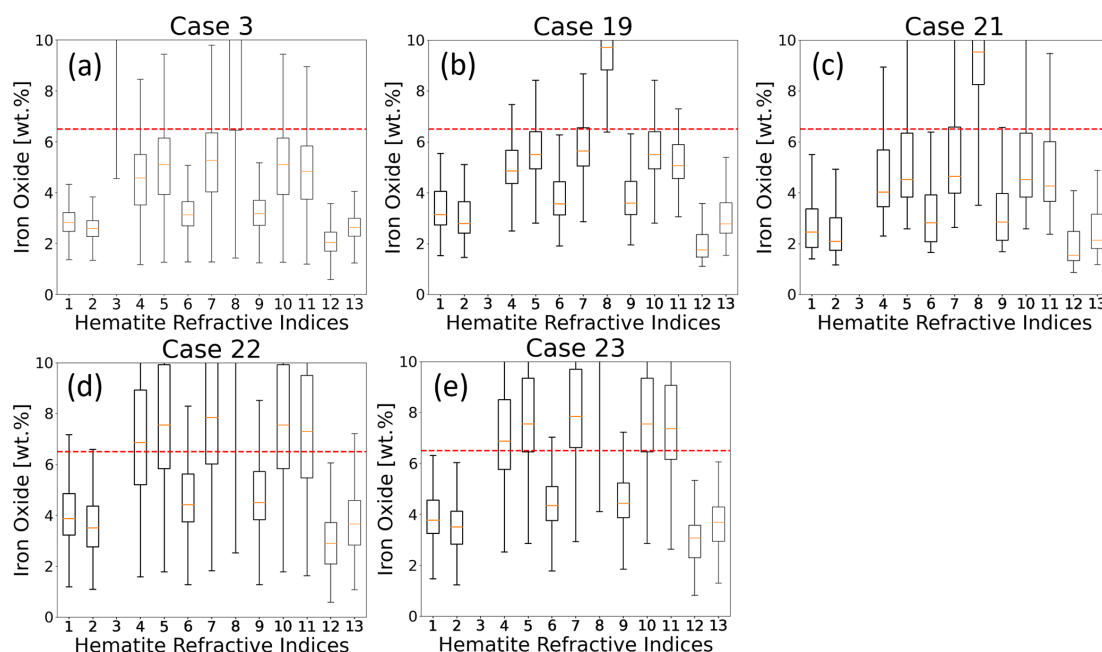 Case 3
(a)
Iron Oxide [wt.%]
10
8
6
4
2
0
1 2 3 4 5 6 7 8 9 10 11 12 13
Hematite Refractive Indices
Case 19
(b)
Iron Oxide [wt.%]
10
8
6
4
2
0
1 2 3 4 5 6 7 8 9 10 11 12 13
Hematite Refractive Indices
Case 21
(c)
Iron Oxide [wt.%]
10
8
6
4
2
0
1 2 3 4 5 6 7 8 9 10 11 12 13
Hematite Refractive Indices
Case 22
(d)
Iron Oxide [wt.%]
10
8
6
4
2
0
1 2 3 4 5 6 7 8 9 10 11 12 13
Hematite Refractive Indices
Case 23
(e)
Iron Oxide [wt.%]
10
8
6
4
2
0
1 2 3 4 5 6 7 8 9 10 11 12 13
Hematite Refractive Indices